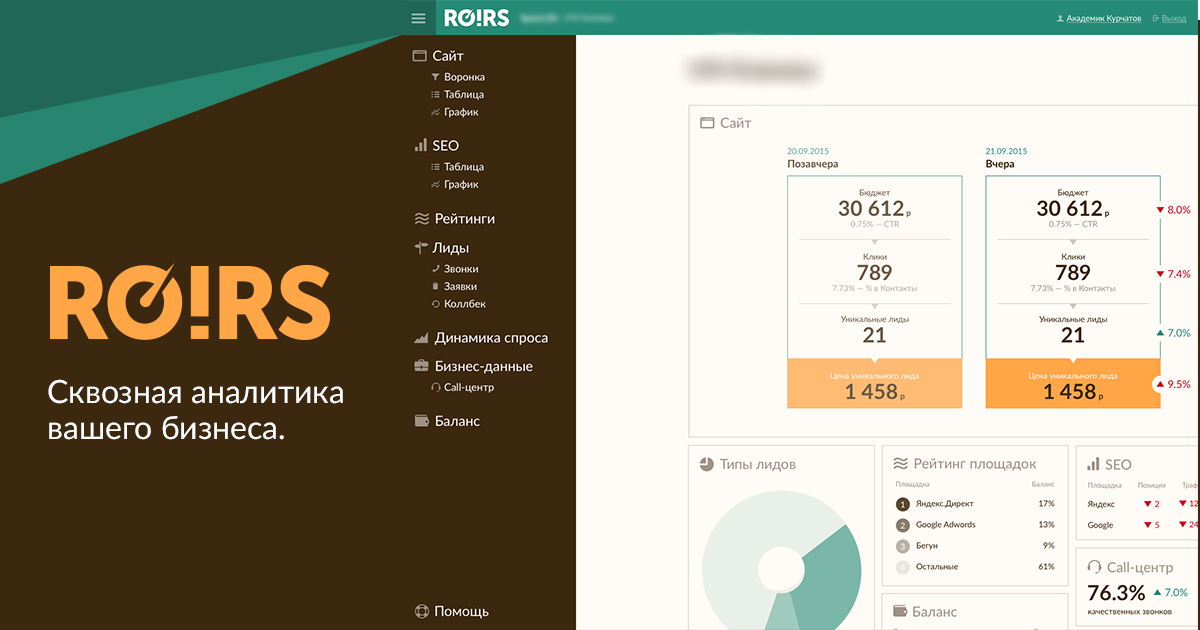 RO!RS
Академик Курчатов
Выход
Сайт
Воронка
Таблица
График
SEO
Таблица
График
Рейтинги
Лиды
Звонки
Заявки
Коллбек
Динамика спроса
Бизнес-данные
Call-центр
Баланс
Помощь
RO!RS
Сквозная аналитика
вашего бизнеса.
Сайт
20.09.2015
Позавчера
Бюджет
30 612 р
0.75% — CTR
Клики
789
7.73% — % в Контакты
Уникальные лиды
21
Цена уникального лида
1 458 р
21.09.2015
Вчера
Бюджет
30 612 р
0.75% — CTR
Клики
789
7.73% — % в Контакты
Уникальные лиды
21
Цена уникального лида
1 458 р
▼ 8.0%
▼ 7.4%
▲ 7.0%
▲ 9.5%
Типы лидов
Рейтинг площадок
Площадка Баланс
1 Яндекс.Директ 17%
2 Google Adwords 13%
3 Бегун 9%
4 Остальные 61%
Баланс
SEO
Площадка Позиция Траф
Яндекс ▼ 2 ▼ 12
Google ▼ 5 ▼ 24
Call-центр
76.3% ▲ 7.0%
качественных звонков